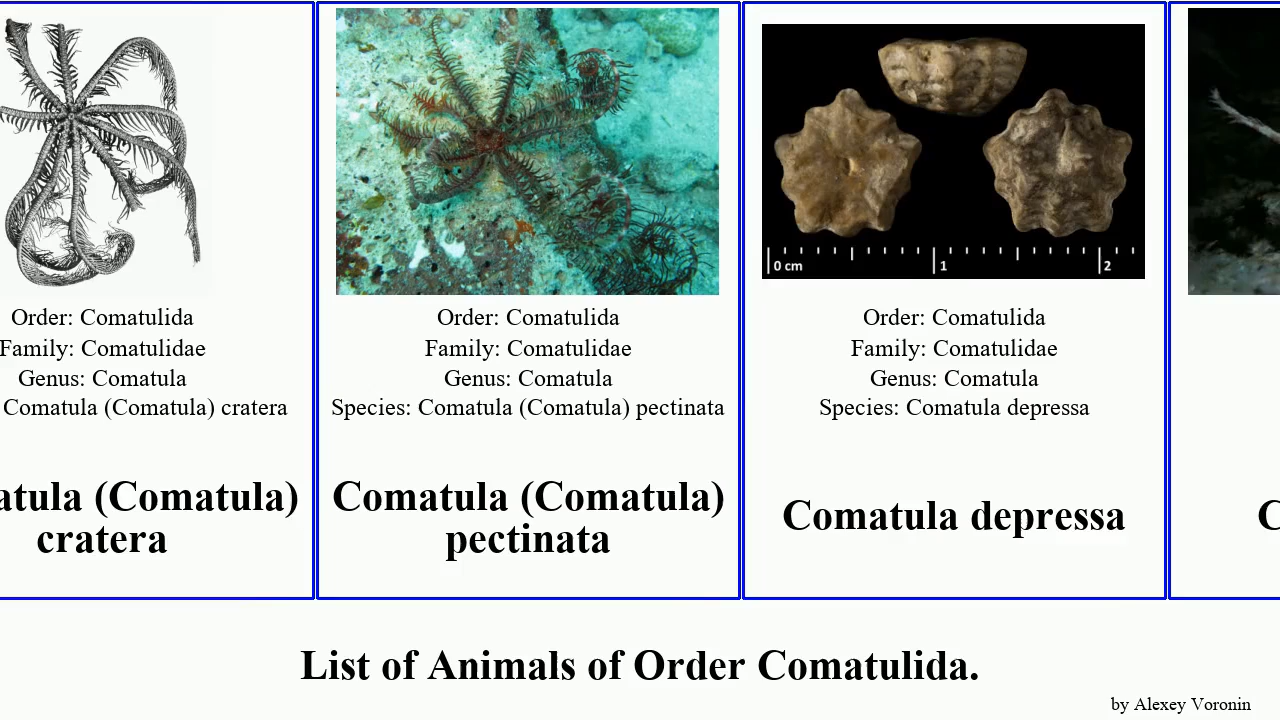 Order: Comatulida
Family: Comatulidae
Genus: Comatula
Comatula (Comatula) cratera
atula (Comatula)
cratera
Order: Comatulida
Family: Comatulidae
Genus: Comatula
Species: Comatula (Comatula) pectinata
Comatula (Comatula)
pectinata
0 cm 1 2
Order: Comatulida
Family: Comatulidae
Genus: Comatula
Species: Comatula depressa
Comatula depressa
C
List of Animals of Order Comatulida.
by Alexey Voronin